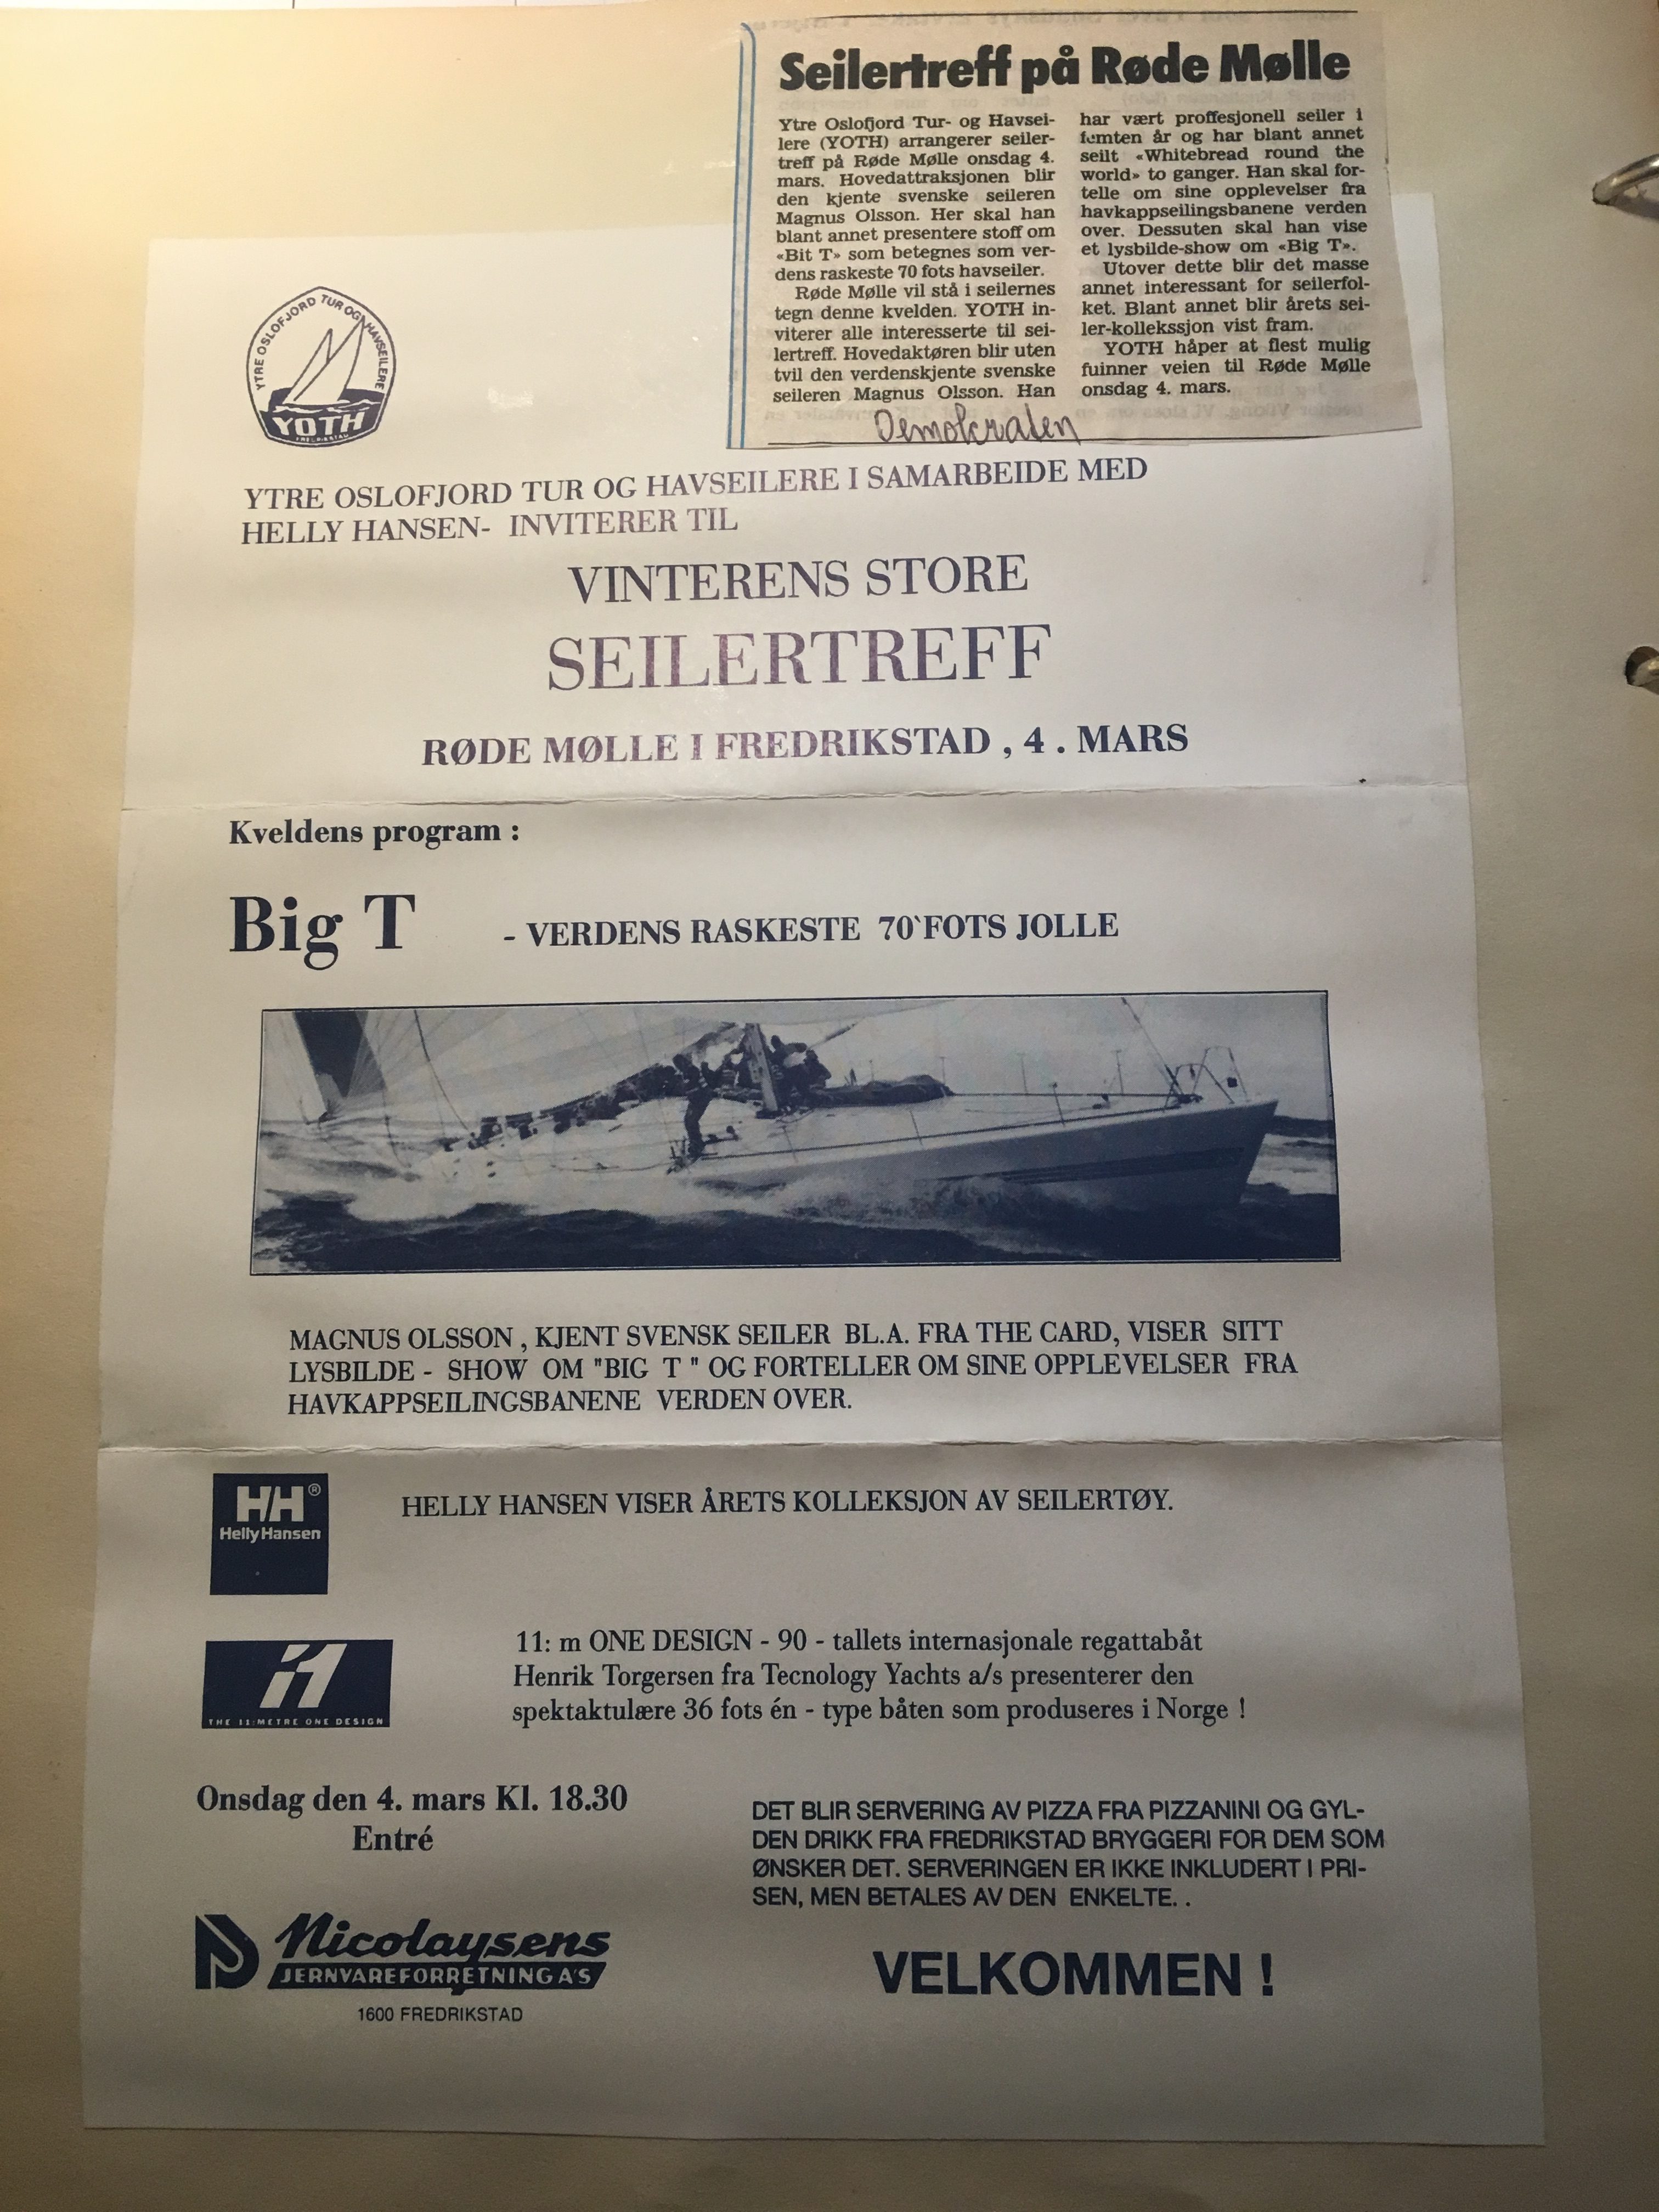 Seilertreff på Røde Mølle
Ytre Oslofjord Tur- og Havsei-
lere (YOTH) arrangerer seiler-
treff på Røde Mølle onsdag 4.
mars. Hovedattraksjonen blir
den kjente svenske seileren
Magnus Olsson. Her skal han
blant annet presentere stoff om
«Bit T» som betegnes som ver-
dens raskeste 70 fots havseiler.
Røde Mølle vil stå i seilernes
tegn denne kvelden. YOTH in-
viterer alle interesserte til sei-
lertreff. Hovedaktøren blir uten
tvil den verdenskjente svenske
seileren Magnus Olsson. Han
har vært proffesjonell seiler i
femten år og har blant annet
seilt «Whitebread round the
world» to ganger. Han skal for-
telle om sine opplevelser fra
havkappseilingsbanene verden
over. Dessuten skal han vise
et lysbilde-show om «Big T».
Utover dette blir det masse
annet interessant for seilerfol-
ket. Blant annet blir årets sei-
ler-kollekssjon vist fram.
YOTH håper at flest mulig
fuinner veien til Røde Mølle
onsdag 4. mars.
Demokraten
YTRE OSLOFJORD TUR OG HAVSEILERE
YOTH
YTRE OSLOFJORD TUR OG HAVSEILERE I SAMARBEIDE MED
HELLY HANSEN- INVITERER TIL
VINTERENS STORE
SEILERTREFF
RØDE MØLLE I FREDRIKSTAD , 4 . MARS
Kveldens program :
Big T - VERDENS RASKESTE 70`FOTS JOLLE
MAGNUS OLSSON , KJENT SVENSK SEILER BL.A. FRA THE CARD, VISER SITT
LYSBILDE - SHOW OM "BIG T " OG FORTELLER OM SINE OPPLEVELSER FRA
HAVKAPPSEILINGSBANENE VERDEN OVER.
HH®
Helly Hansen
HELLY HANSEN VISER ÅRETS KOLLEKSJON AV SEILERTØY.
i1
THE 11:METRE ONE DESIGN
11: m ONE DESIGN - 90 - tallets internasjonale regattabåt
Henrik Torgersen fra Tecnology Yachts a/s presenterer den
spektaktulære 36 fots én - type båten som produseres i Norge !
Onsdag den 4. mars Kl. 18.30
Entré
DET BLIR SERVERING AV PIZZA FRA PIZZANINI OG GYL-
DEN DRIKK FRA FREDRIKSTAD BRYGGERI FOR DEM SOM
ØNSKER DET. SERVERINGEN ER IKKE INKLUDERT I PRI-
SEN, MEN BETALES AV DEN ENKELTE. .
Nicolaysens
JERNVAREFORRETNING A'S
1600 FREDRIKSTAD
VELKOMMEN !